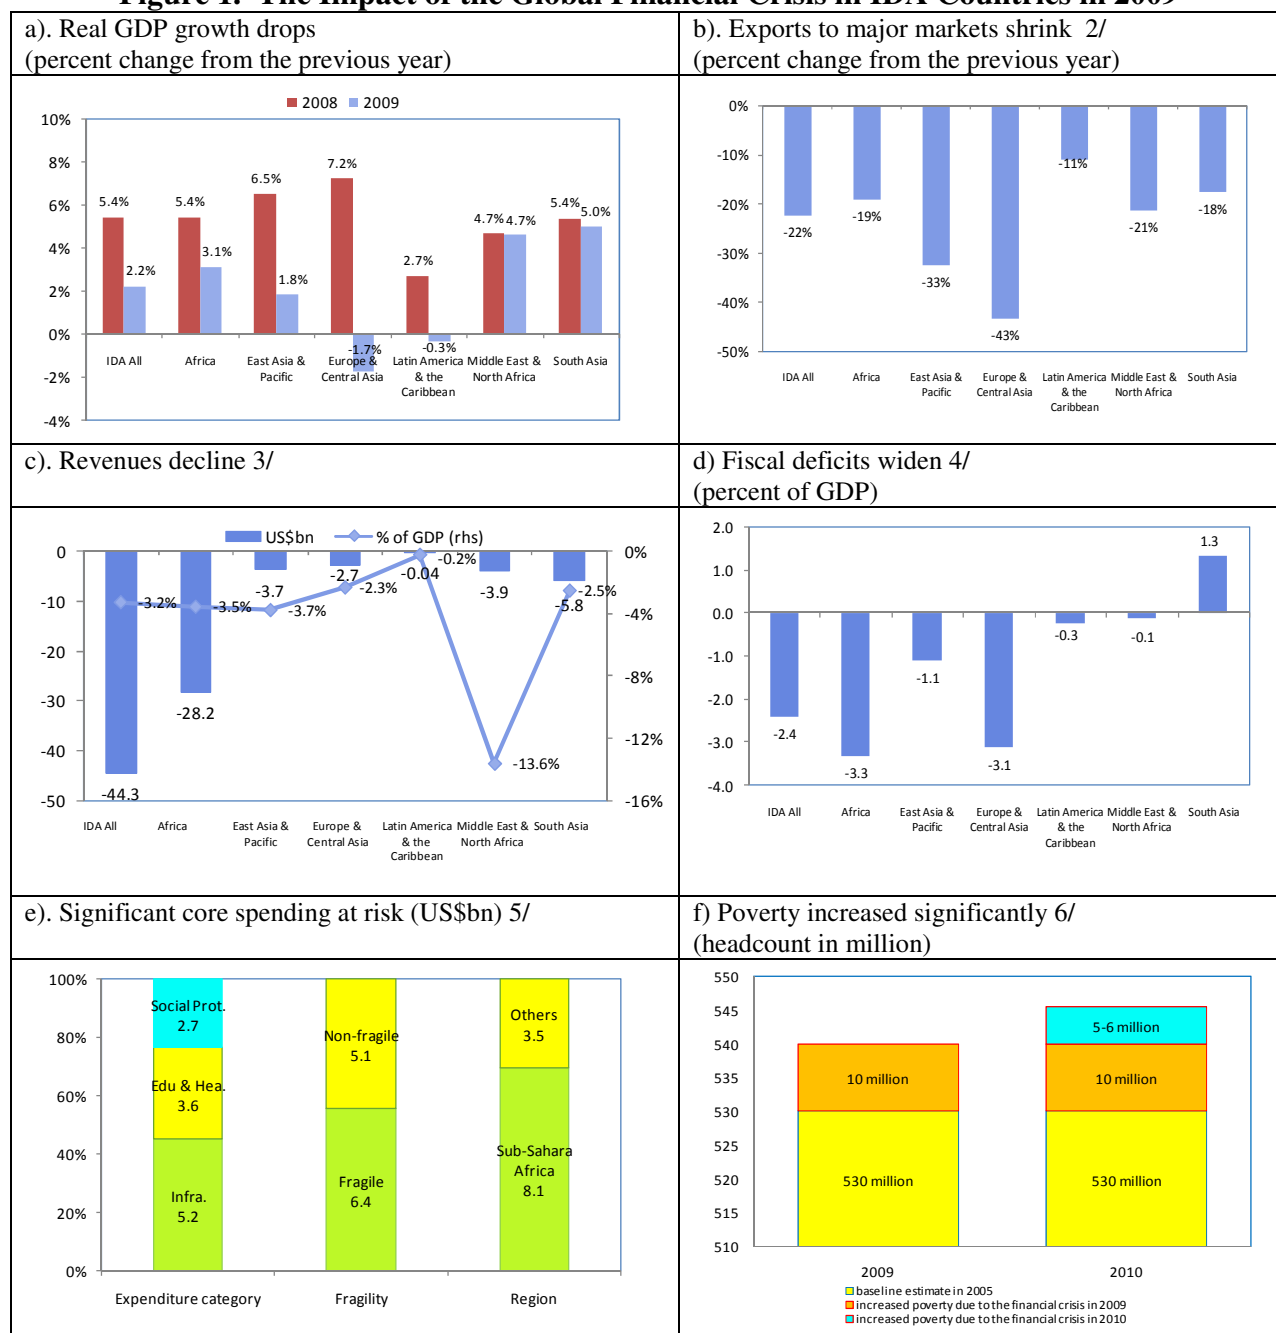 Figure 1: The Impact of the Global Financial Crisis in IDA Countries in 2009
a). Real GDP growth drops
(percent change from the previous year)
b). Exports to major markets shrink 2/
(percent change from the previous year)
2008 2009
10%
8%
6%
4%
2%
0%
-2%
-4%
5.4%
2.2%
5.4%
3.1%
6.5%
1.8%
7.2%
-1.7%
2.7%
-0.3%
4.7%
4.7%
5.4%
5.0%
IDA All
Africa
East Asia &
Pacific
Europe &
Central Asia
Latin America
& the
Caribbean
Middle East &
North Africa
South Asia
0%
-10%
-20%
-30%
-40%
-50%
-22%
-19%
-33%
-43%
-11%
-21%
-18%
IDA All
Africa
East Asia &
Pacific
Europe &
Central Asia
Latin America
& the
Caribbean
Middle East &
North Africa
South Asia
c). Revenues decline 3/
d) Fiscal deficits widen 4/
(percent of GDP)
US$bn % of GDP (rhs)
0
-10
-20
-30
-40
-50
-44.3
-28.2
-3.7
-2.7
-0.04
-3.9
-5.8
-3.2%
-3.5%
-3.7%
-2.3%
-0.2%
-13.6%
-2.5%
0%
-4%
-8%
-12%
-16%
IDA All
Africa
East Asia &
Pacific
Europe &
Central Asia
Latin America
& the
Caribbean
Middle East &
North Africa
South Asia
2.0
1.0
0.0
-1.0
-2.0
-3.0
-4.0
-2.4
-3.3
-1.1
-3.1
-0.3
-0.1
1.3
IDA All
Africa
East Asia &
Pacific
Europe &
Central Asia
Latin America
& the
Caribbean
Middle East &
North Africa
South Asia
e). Significant core spending at risk (US$bn) 5/
f) Poverty increased significantly 6/
(headcount in million)
100%
80%
60%
40%
20%
0%
Social Prot.
2.7
Edu & Hea.
3.6
Infra.
5.2
Non-fragile
5.1
Fragile
6.4
Others
3.5
Sub-Sahara
Africa
8.1
Expenditure category
Fragility
Region
550
545
540
535
530
525
520
515
510
10 million
530 million
5-6 million
10 million
530 million
2009
2010
baseline estimate in 2005
increased poverty due to the financial crisis in 2009
increased poverty due to the financial crisis in 2010